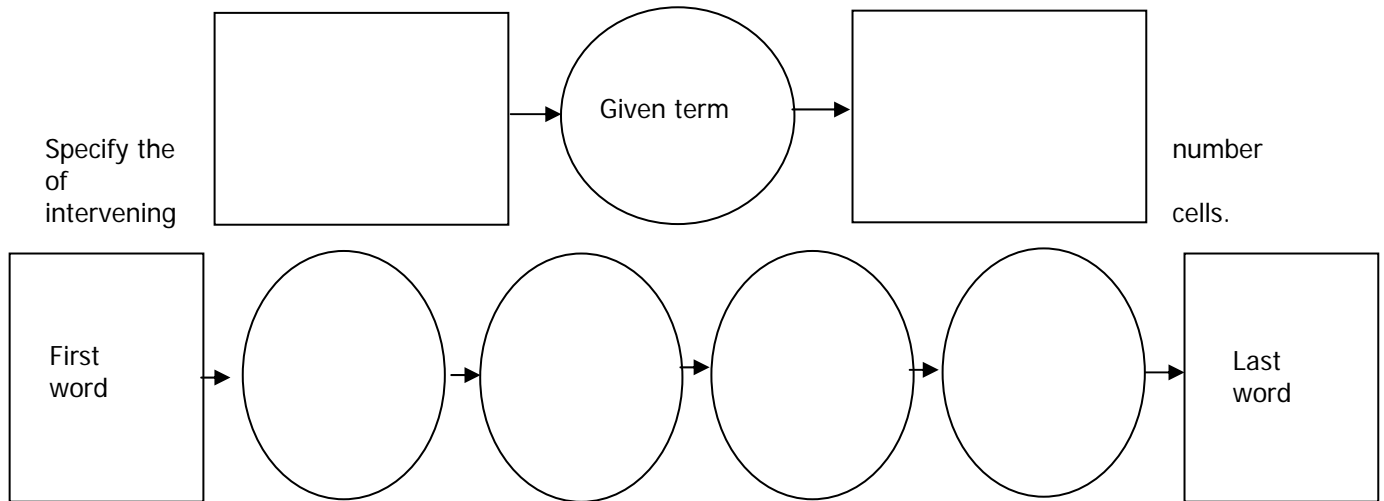 Given term
Specify the number
of
intervening cells.
First
word
Last
word